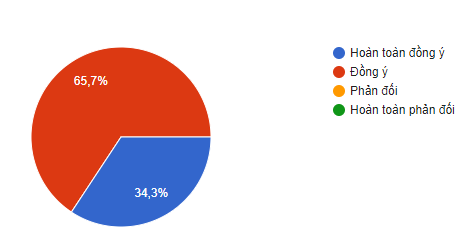 Hoàn toàn đồng ý
Đồng ý
Phản đối
Hoàn toàn phản đối
65,7%
34,3%